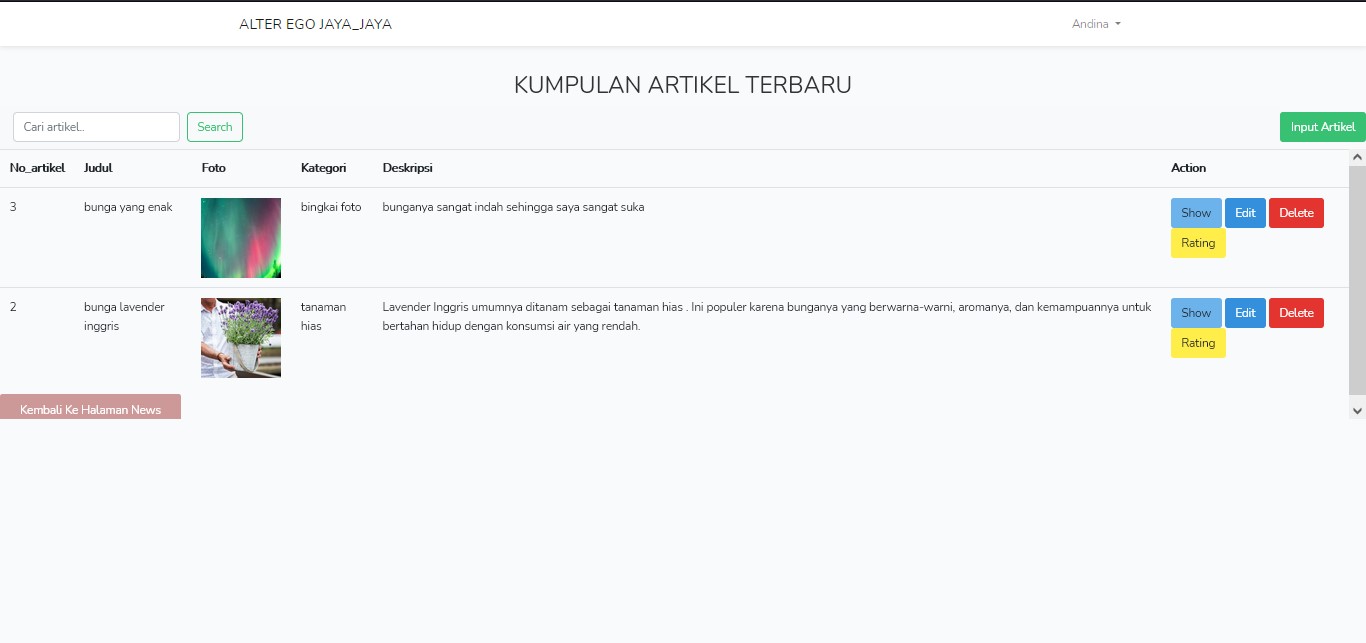 ALTER EGO JAYA_JAYA
Andina
KUMPULAN ARTIKEL TERBARU
Cari artikel..
Search
Input Artikel
No_artikel Judul Foto Kategori Deskripsi Action
3 bunga yang enak bingkai foto bunganya sangat indah sehingga saya sangat suka Show Edit Delete
Rating
2 bunga lavender tanaman Lavender Inggris umumnya ditanam sebagai tanaman hias . Ini populer karena bunganya yang berwarna-warni, aromanya, dan kemampuannya untuk Show Edit Delete
inggris hias bertahan hidup dengan konsumsi air yang rendah.
Rating
Kembali Ke Halaman News